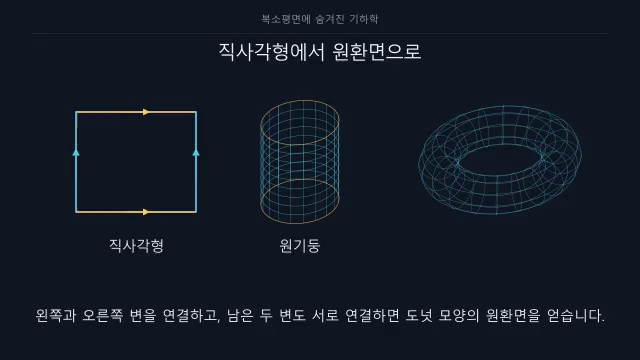 복소평면에 숨겨진 기하학
직사각형에서 원환면으로
직사각형
원기둥
왼쪽과 오른쪽 변을 연결하고, 남은 두 변도 서로 연결하면 도넛 모양의 원환면을 얻습니다.